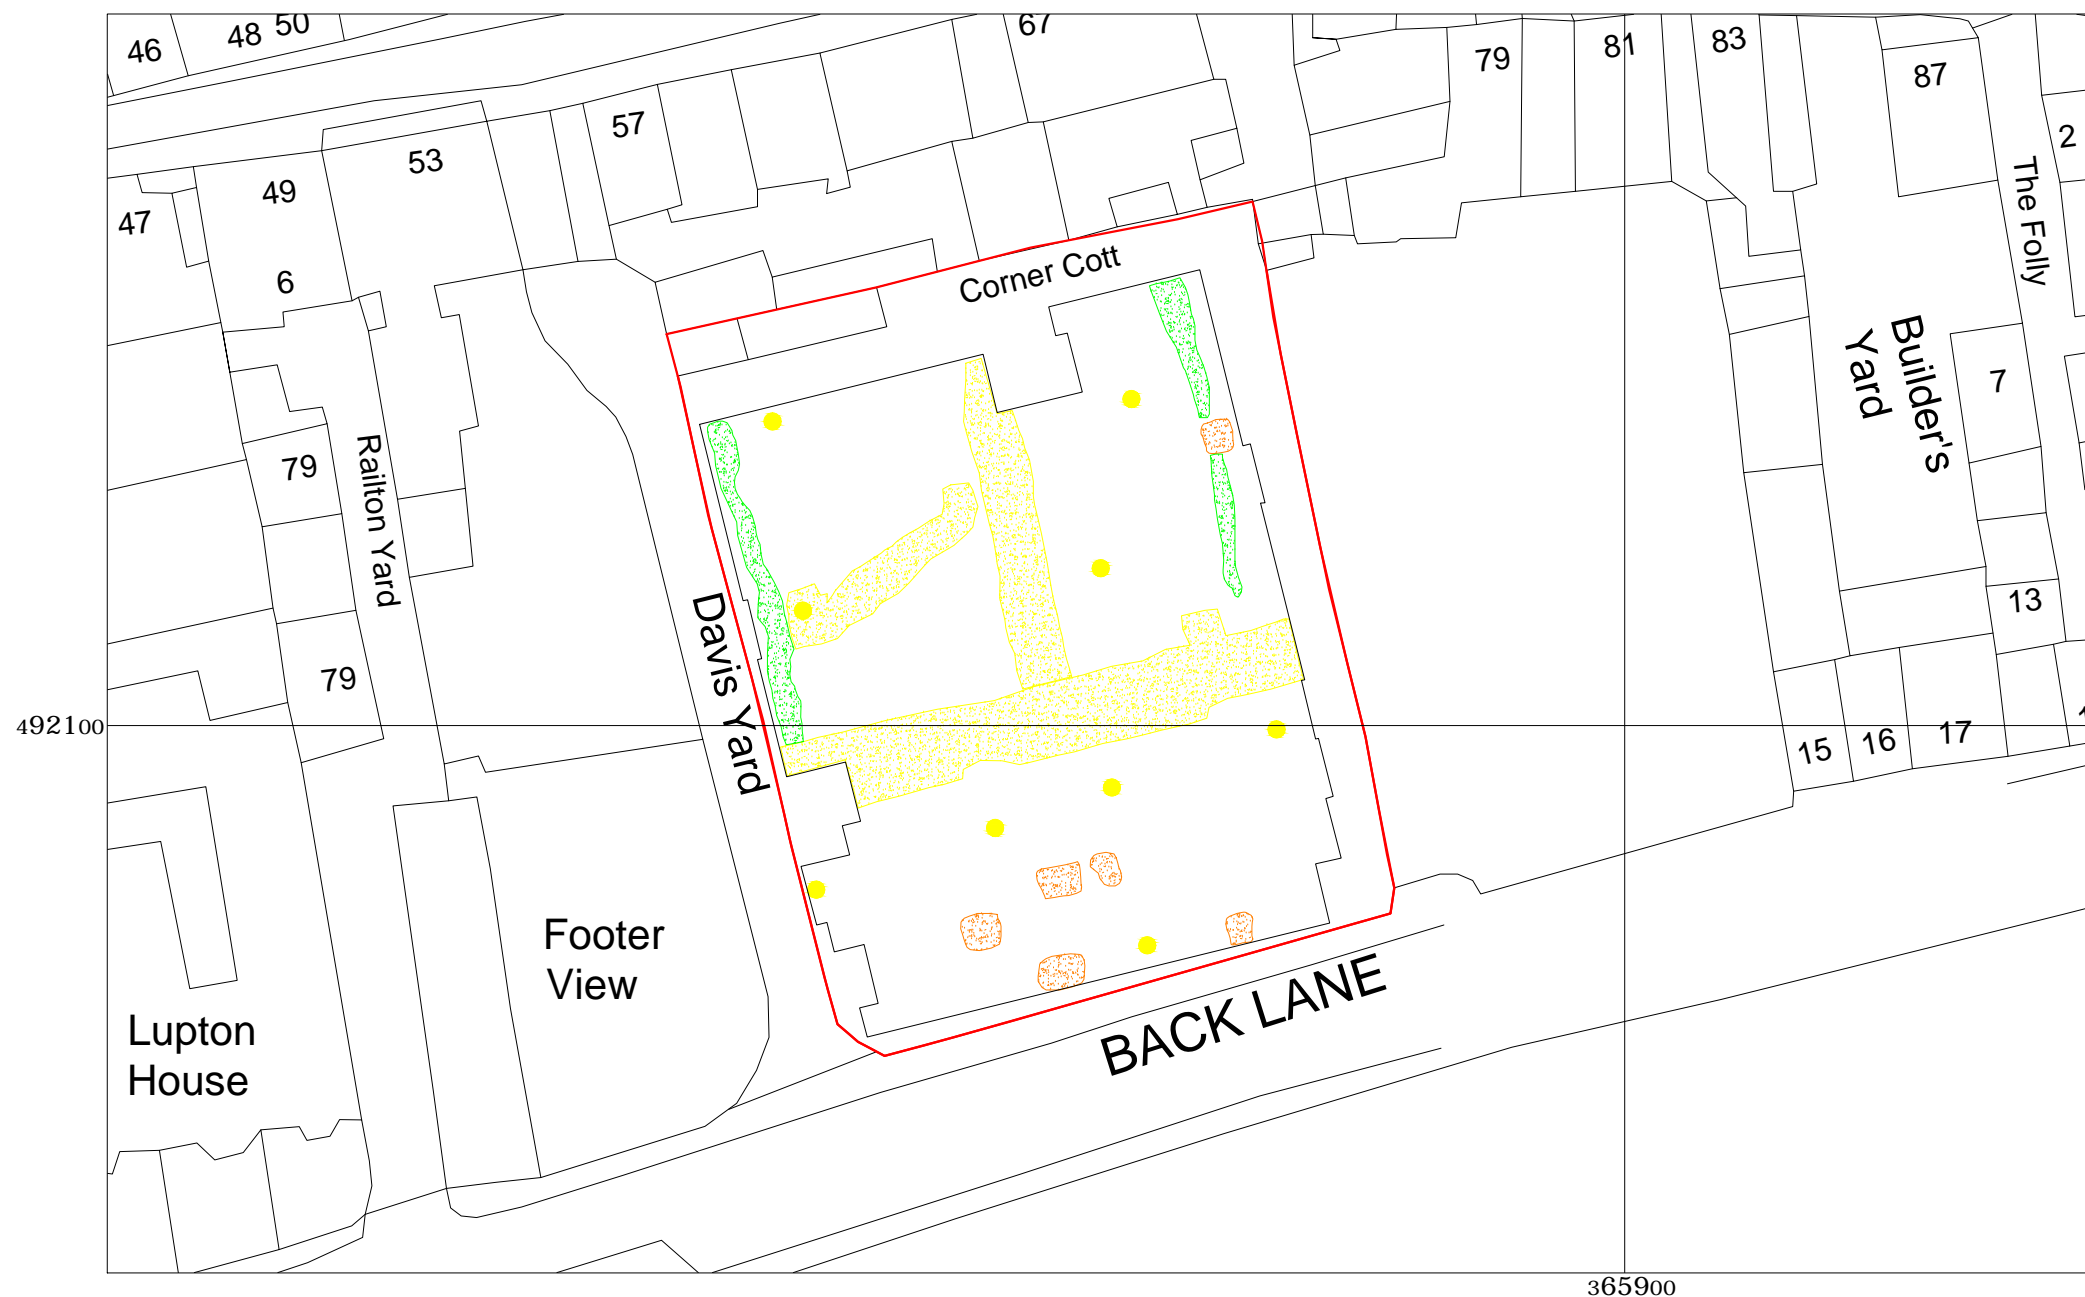 46
48 50
67
79
81
83
87
2
57
53
49
47
6
The Folly
Corner Cott
Builder's
Yard
7
79
Railton Yard
13
79
Davis Yard
492100
15
16
17
Footer
View
Lupton
House
BACK LANE
365900